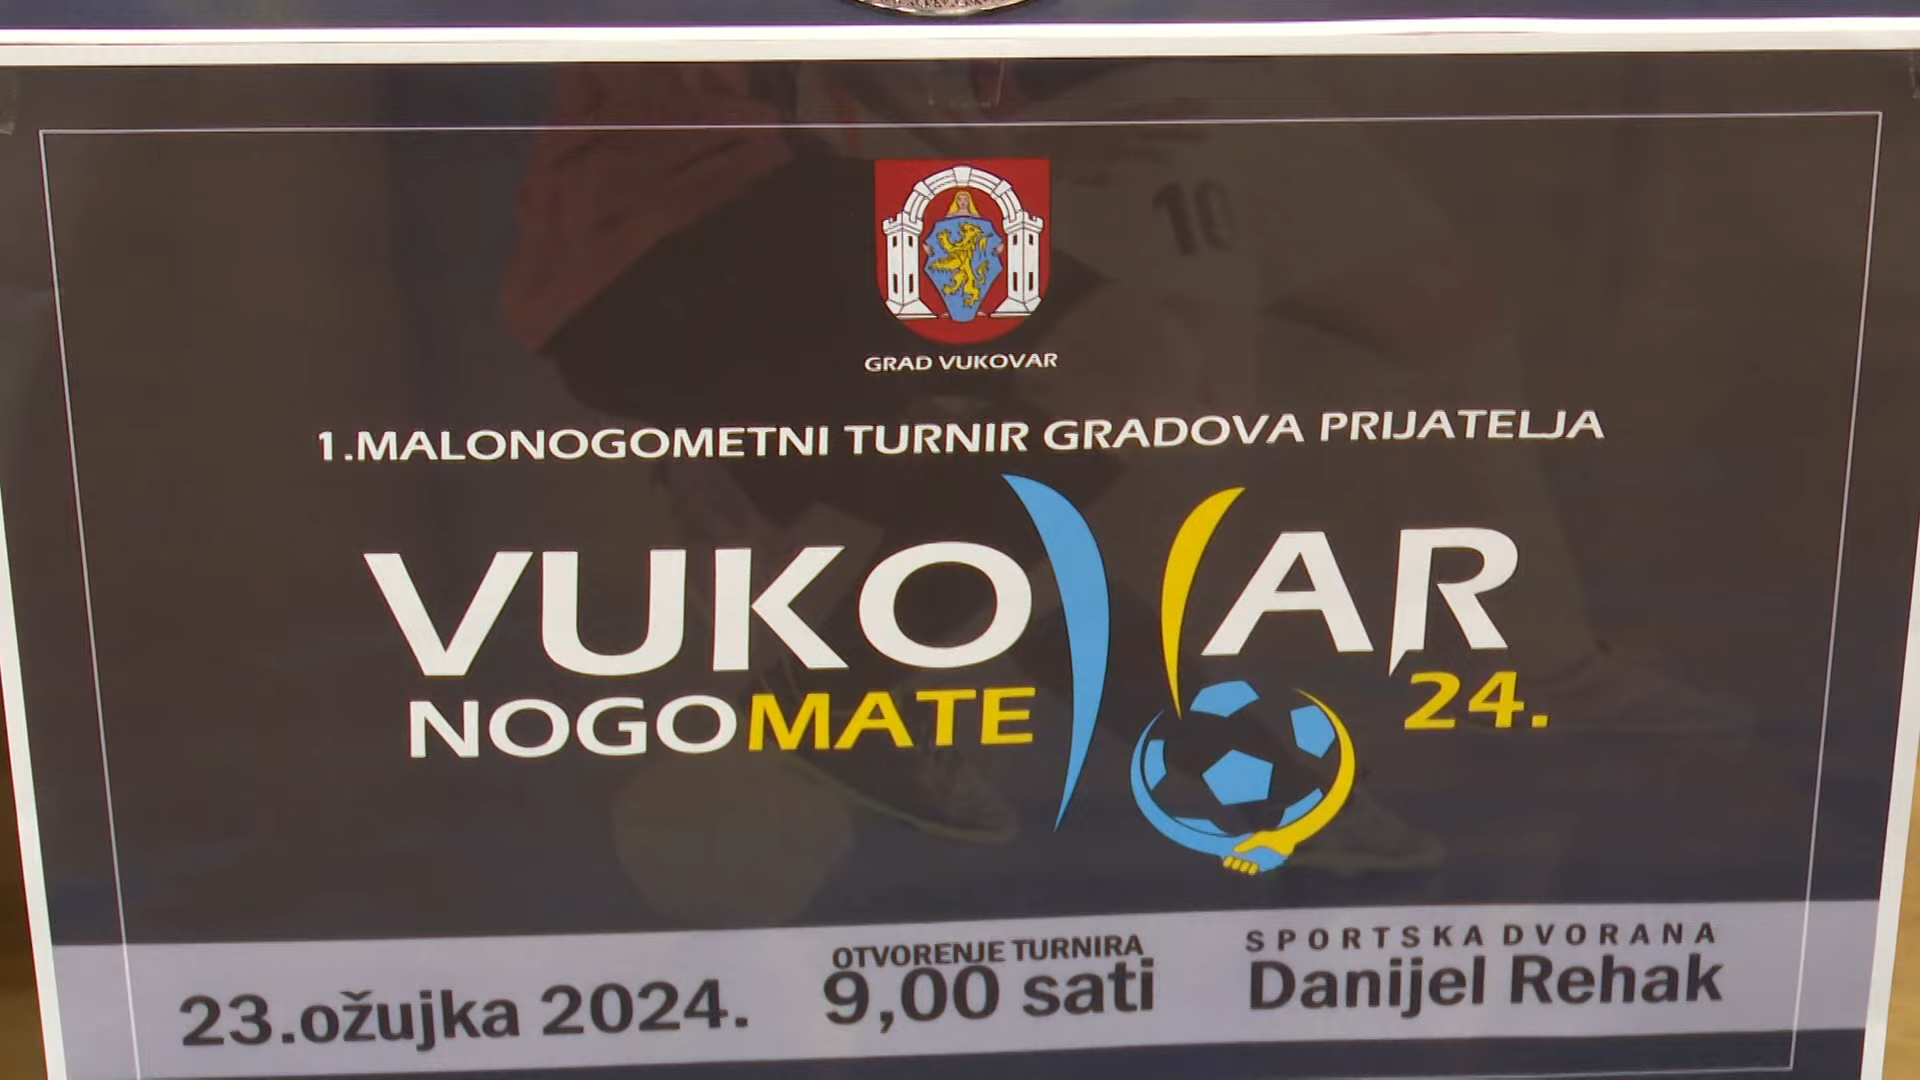 GRAD VUKOVAR
1.MALONOGOMETNI TURNIR GRADOVA PRIJATELJA
VUKOVAR
NOGOMATE 24.
OTVORENJE TURNIRA
SPORTSKA DVORANA
23.ožujka 2024. 9,00 sati Danijel Rehak
10